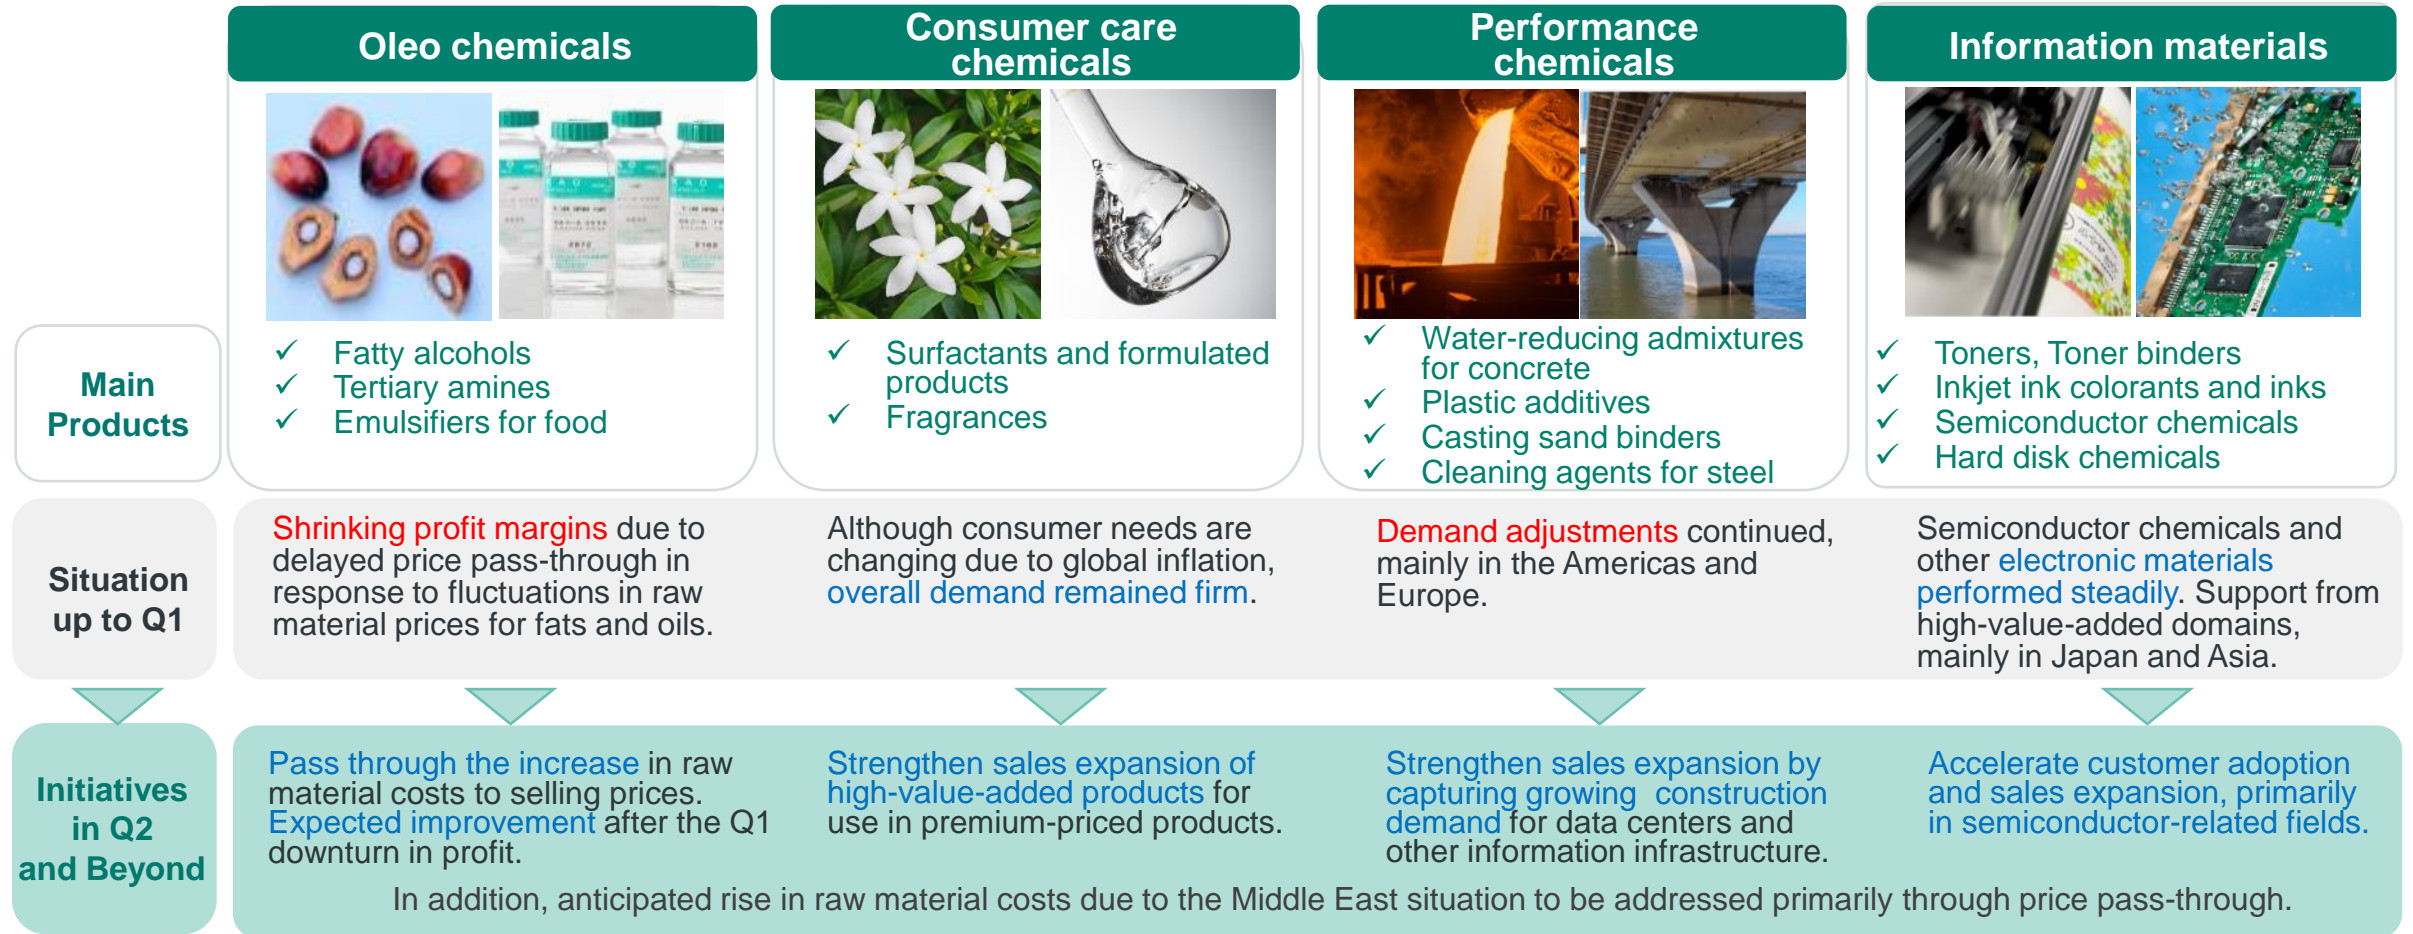 Oleo chemicals
Consumer care
chemicals
Performance
chemicals
Information materials
Main
Products
✓ Fatty alcohols
✓ Tertiary amines
✓ Emulsifiers for food
✓ Surfactants and formulated
products
✓ Fragrances
✓ Water-reducing admixtures
for concrete
✓ Plastic additives
✓ Casting sand binders
✓ Cleaning agents for steel
✓ Toners, Toner binders
✓ Inkjet ink colorants and inks
✓ Semiconductor chemicals
✓ Hard disk chemicals
Situation
up to Q1
Shrinking profit margins due to
delayed price pass-through in
response to fluctuations in raw
material prices for fats and oils.
Although consumer needs are
changing due to global inflation,
overall demand remained firm.
Demand adjustments continued,
mainly in the Americas and
Europe.
Semiconductor chemicals and
other electronic materials
performed steadily. Support from
high-value-added domains,
mainly in Japan and Asia.
Initiatives
in Q2
and Beyond
Pass through the increase in raw
material costs to selling prices.
Expected improvement after the Q1
downturn in profit.
Strengthen sales expansion of
high-value-added products for
use in premium-priced products.
Strengthen sales expansion by
capturing growing construction
demand for data centers and
other information infrastructure.
Accelerate customer adoption
and sales expansion, primarily
in semiconductor-related fields.
In addition, anticipated rise in raw material costs due to the Middle East situation to be addressed primarily through price pass-through.